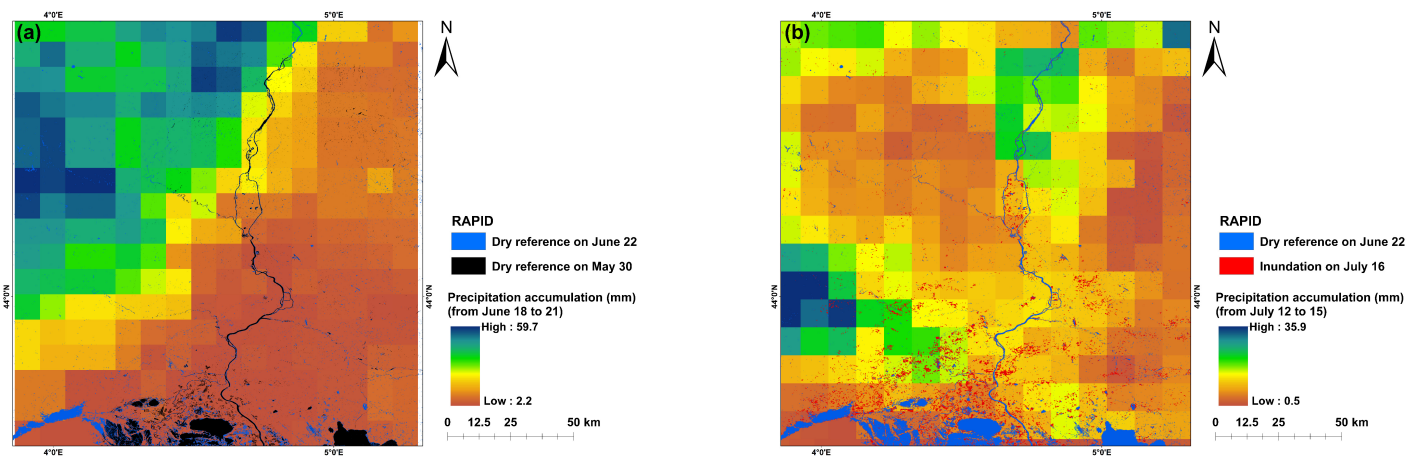 4°0'E 5°0'E
(a)
N
44°0'N 44°0'N
RAPID
Dry reference on June 22
Dry reference on May 30
Precipitation accumulation (mm)
(from June 18 to 21)
High : 59.7
Low : 2.2
0 12.5 25 50 km
4°0'E 5°0'E
4°0'E 5°0'E
(b)
N
44°0'N 44°0'N
RAPID
Dry reference on June 22
Inundation on July 16
Precipitation accumulation (mm)
(from July 12 to 15)
High : 35.9
Low : 0.5
0 12.5 25 50 km
4°0'E 5°0'E